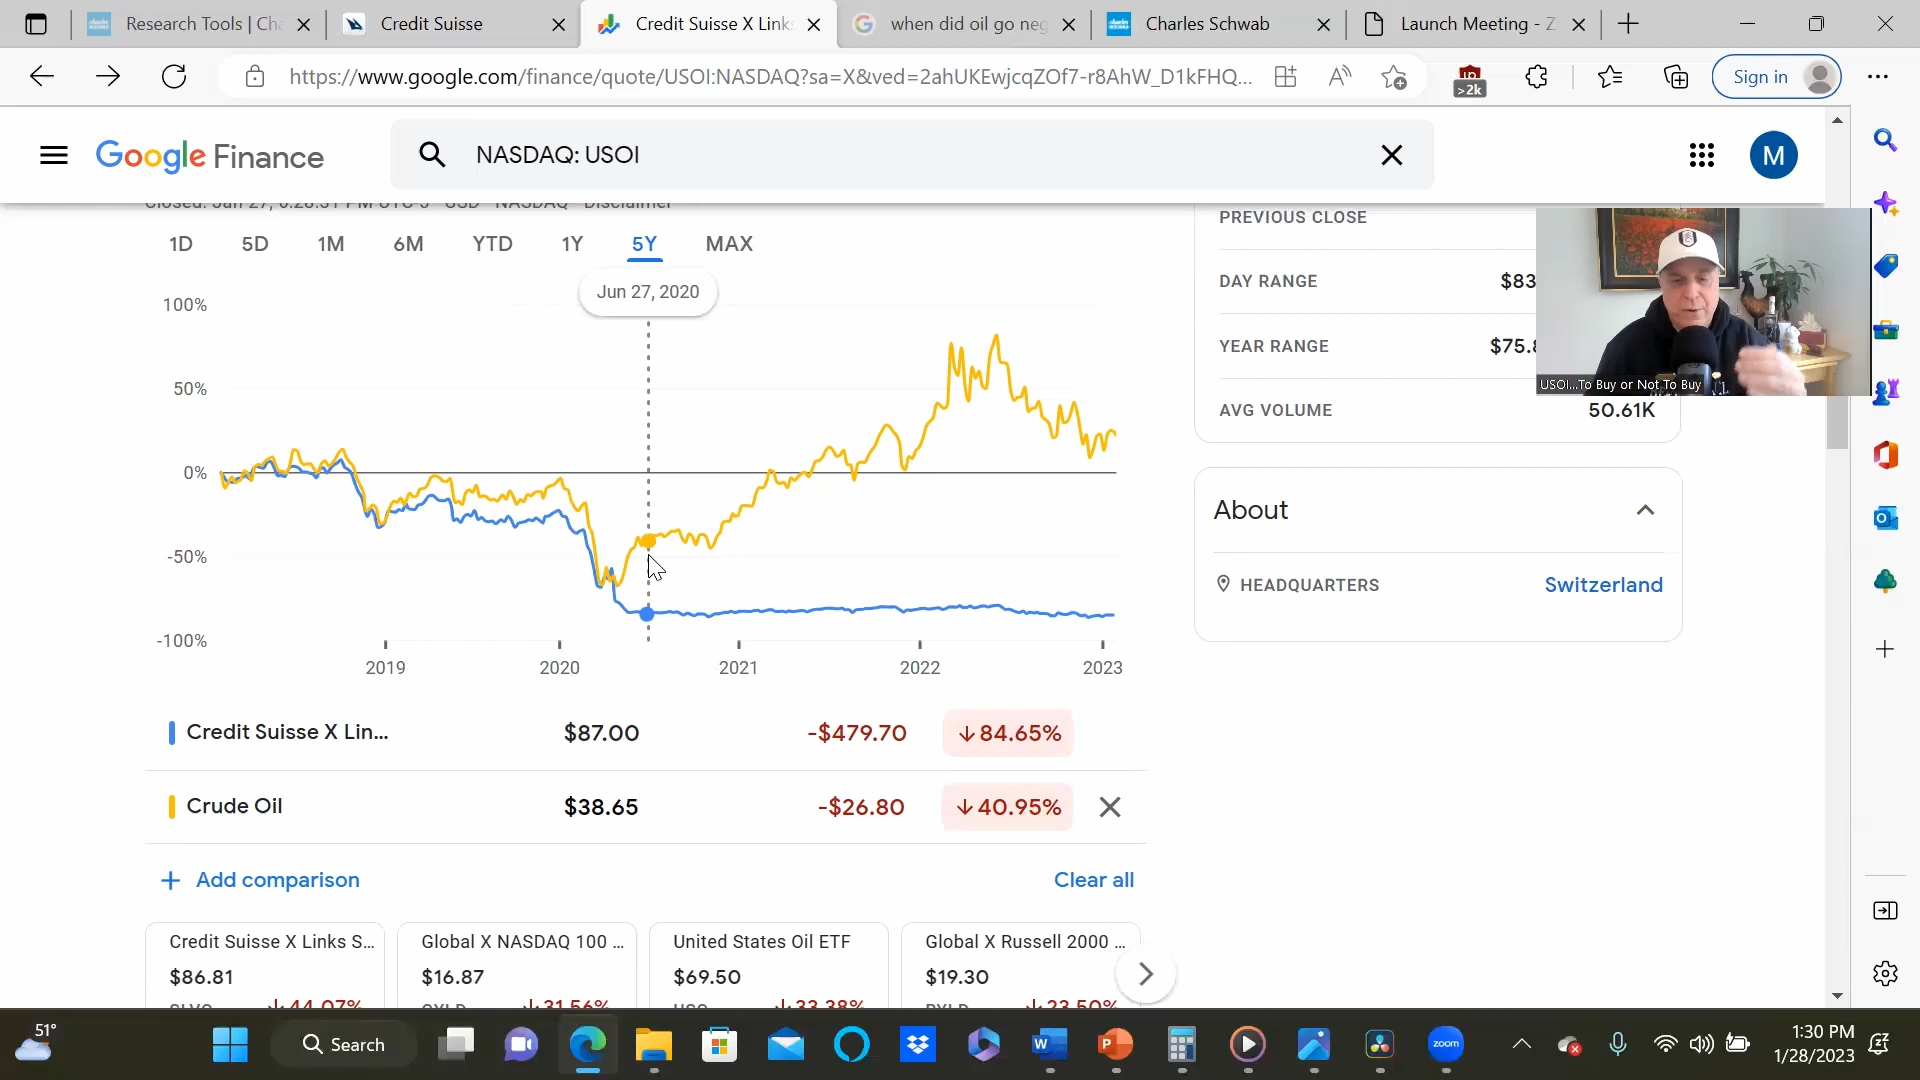 Research Tools | Cha
Credit Suisse
Credit Suisse X Link
when did oil go neg
Charles Schwab
Launch Meeting - Z
https://www.google.com/finance/quote/USOI:NASDAQ?sa=X&ved=2ahUKEwjcqZOf7-r8AhW_D1kFHQ...
>2k
Sign in
Google Finance
NASDAQ: USOI
M
1D 5D 1M 6M YTD 1Y 5Y MAX
Jun 27, 2020
100%
50%
0%
-50%
-100%
2019 2020 2021 2022 2023
Credit Suisse X Lin... $87.00 -$479.70 ↓84.65%
Crude Oil $38.65 -$26.80 ↓40.95%
+ Add comparison
Clear all
Credit Suisse X Links S...
$86.81
Global X NASDAQ 100 ...
$16.87
United States Oil ETF
$69.50
Global X Russell 2000 ...
$19.30
PREVIOUS CLOSE
DAY RANGE $83
YEAR RANGE $75.8
AVG VOLUME 50.61K
USOI...To Buy or Not To Buy
About
HEADQUARTERS Switzerland
51°
Search
zoom
1:30 PM
1/28/2023